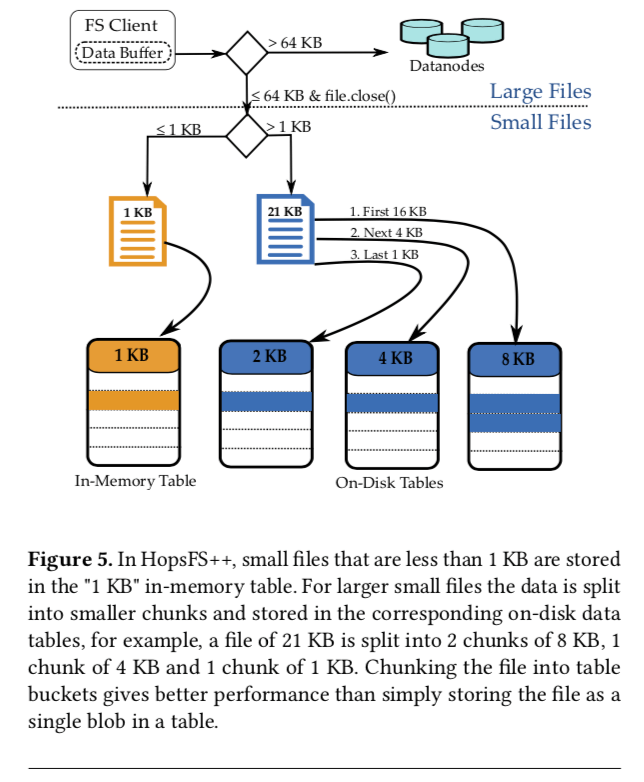 FS Client
Data Buffer
> 64 KB
Datanodes
≤ 64 KB & file.close()
Large Files
Small Files
≤ 1 KB
> 1 KB
1 KB
21 KB
1. First 16 KB
2. Next 4 KB
3. Last 1 KB
1 KB
2 KB
4 KB
8 KB
In-Memory Table
On-Disk Tables
Figure 5. In HopsFS++, small files that are less than 1 KB are stored
in the "1 KB" in-memory table. For larger small files the data is split
into smaller chunks and stored in the corresponding on-disk data
tables, for example, a file of 21 KB is split into 2 chunks of 8 KB, 1
chunk of 4 KB and 1 chunk of 1 KB. Chunking the file into table
buckets gives better performance than simply storing the file as a
single blob in a table.